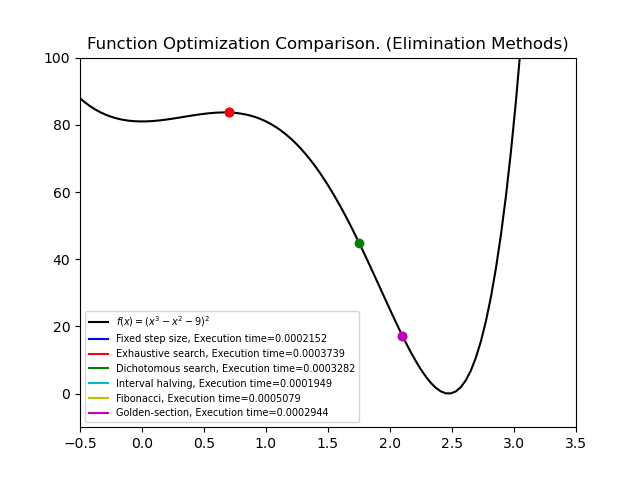 Function Optimization Comparison. (Elimination Methods)
100
80
60
40
20
0
f(x) = (x³ − x² − 9)²
Fixed step size, Execution time=0.0002152
Exhaustive search, Execution time=0.0003739
Dichotomous search, Execution time=0.0003282
Interval halving, Execution time=0.0001949
Fibonacci, Execution time=0.0005079
Golden-section, Execution time=0.0002944
−0.5 0.0 0.5 1.0 1.5 2.0 2.5 3.0 3.5